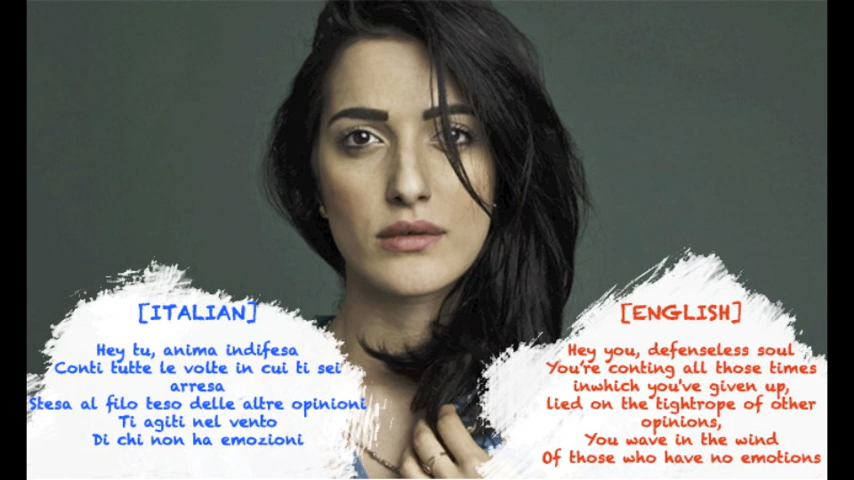 [ITALIAN]
Hey tu, anima indifesa
Conti tutte le volte in cui ti sei
arresa
Stesa al filo teso delle altre opinioni
Ti agiti nel vento
Di chi non ha emozioni
[ENGLISH]
Hey you, defenseless soul
You're conting all those times
inwhich you've given up,
lied on the tightrope of other
opinions,
You wave in the wind
Of those who have no emotions